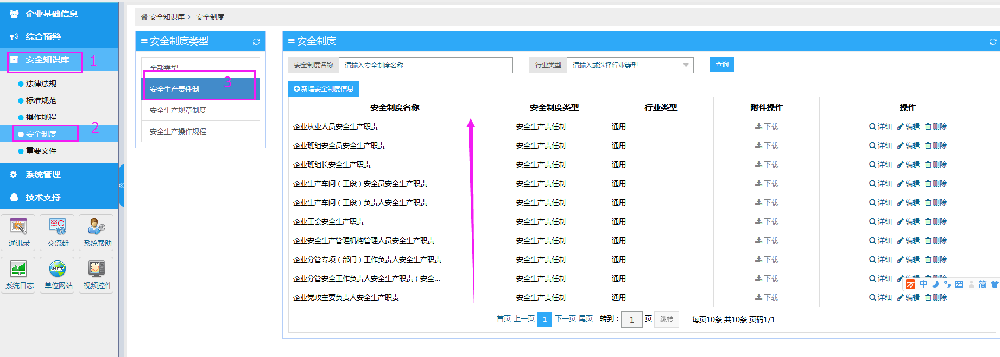 企业基础信息
综合预警
安全知识库
1
法律法规
标准规范
操作规程
安全制度
2
重要文件
系统管理
技术支持
通讯录
交流群
系统帮助
系统日志
.NET
单位网站
20
视频控件
安全知识库 > 安全制度
安全制度类型
全部类型
安全生产责任制
3
安全生产规章制度
安全生产操作规程
安全制度
安全制度名称 请输入安全制度名称 行业类型 请输入或选择行业类型 查询
新增安全制度信息
安全制度名称 安全制度类型 行业类型 附件操作 操作
企业从业人员安全生产职责 安全生产责任制 通用 下载 详细 编辑 删除
企业班组安全员安全生产职责 安全生产责任制 通用 下载 详细 编辑 删除
企业班组长安全生产职责 安全生产责任制 通用 下载 详细 编辑 删除
企业生产车间（工段）安全员安全生产职责 安全生产责任制 通用 下载 详细 编辑 删除
企业生产车间（工段）负责人安全生产职责 安全生产责任制 通用 下载 详细 编辑 删除
企业工会安全生产职责 安全生产责任制 通用 下载 详细 编辑 删除
企业安全生产管理机构管理人员安全生产职责 安全生产责任制 通用 下载 详细 编辑 删除
企业分管专项（部门）工作负责人安全生产职责 安全生产责任制 通用 下载 详细 编辑 删除
企业分管安全工作负责人安全生产职责（安全... 安全生产责任制 通用 下载 详细 编辑 删除
中 简
企业党政主要负责人安全生产职责 安全生产责任制 通用 下载 详细 编辑 删除
首页 上一页 1 下一页 尾页 转到： 1 页 跳转 每页10条 共10条 页码1/1